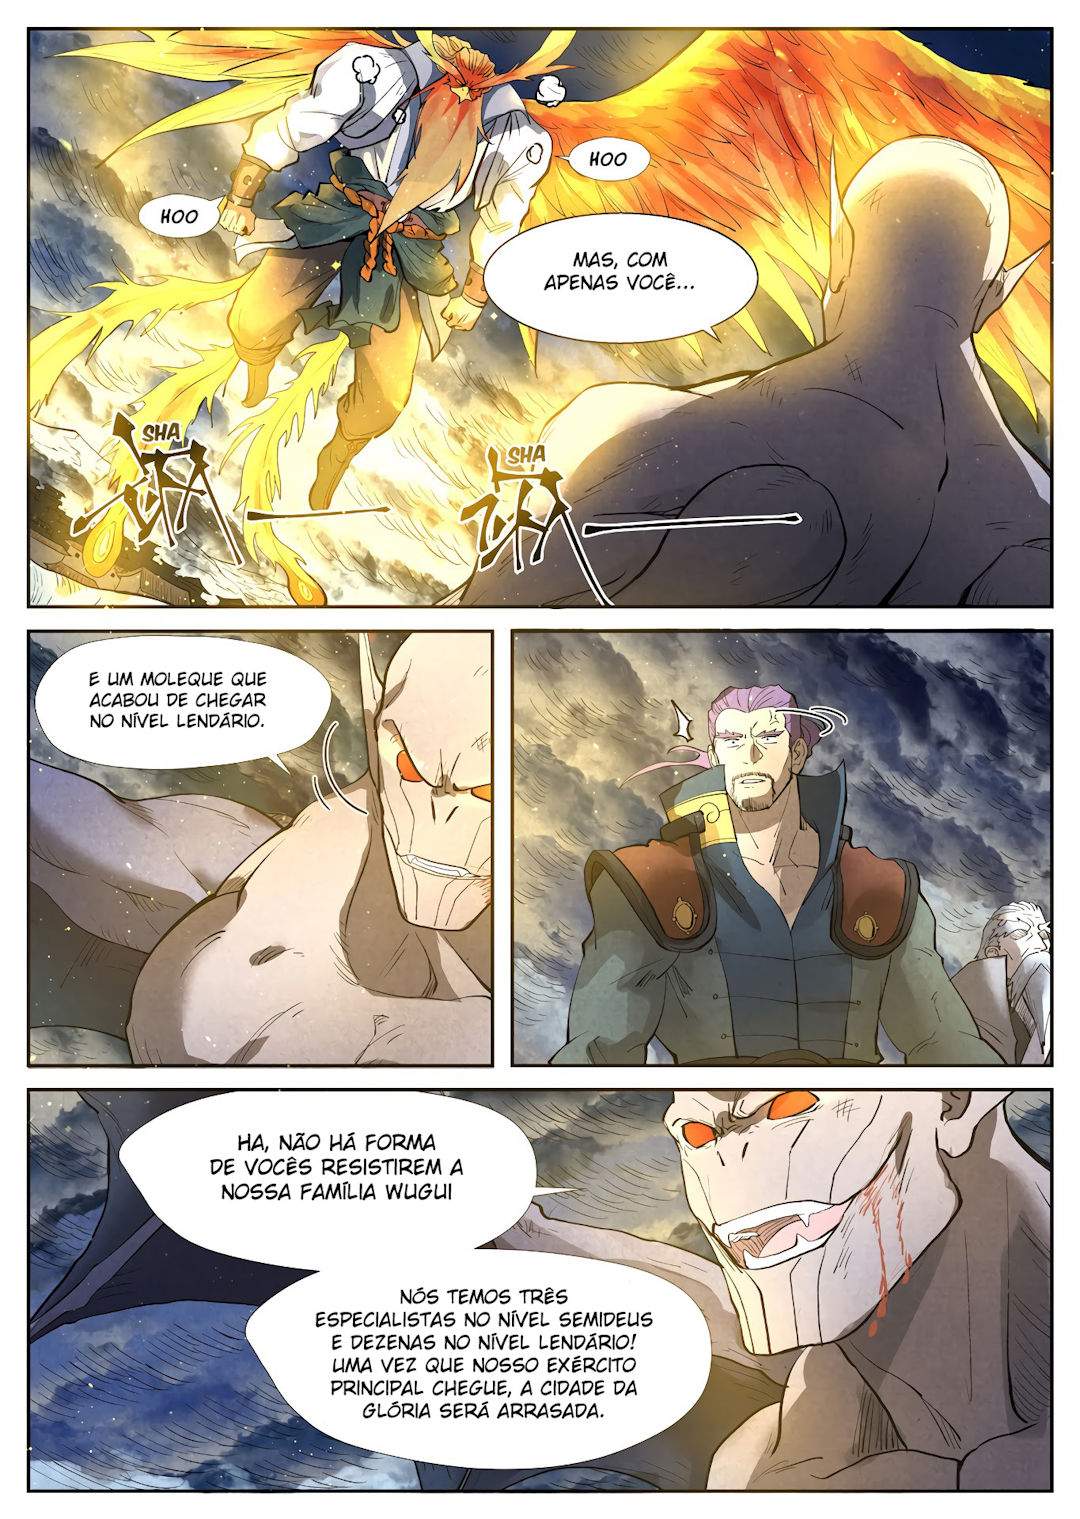 HOO
HOO
MAS, COM
APENAS VOCÊ...
SHA
SHA
E UM MOLEQUE QUE
ACABOU DE CHEGAR
NO NÍVEL LENDÁRIO.
HA, NÃO HÁ FORMA
DE VOCÊS RESISTIREM A
NOSSA FAMÍLIA WUGUI
NÓS TEMOS TRÊS
ESPECIALISTAS NO NÍVEL SEMIDEUS
E DEZENAS NO NÍVEL LENDÁRIO!
UMA VEZ QUE NOSSO EXÉRCITO
PRINCIPAL CHEGUE, A CIDADE DA
GLÓRIA SERÁ ARRASADA.